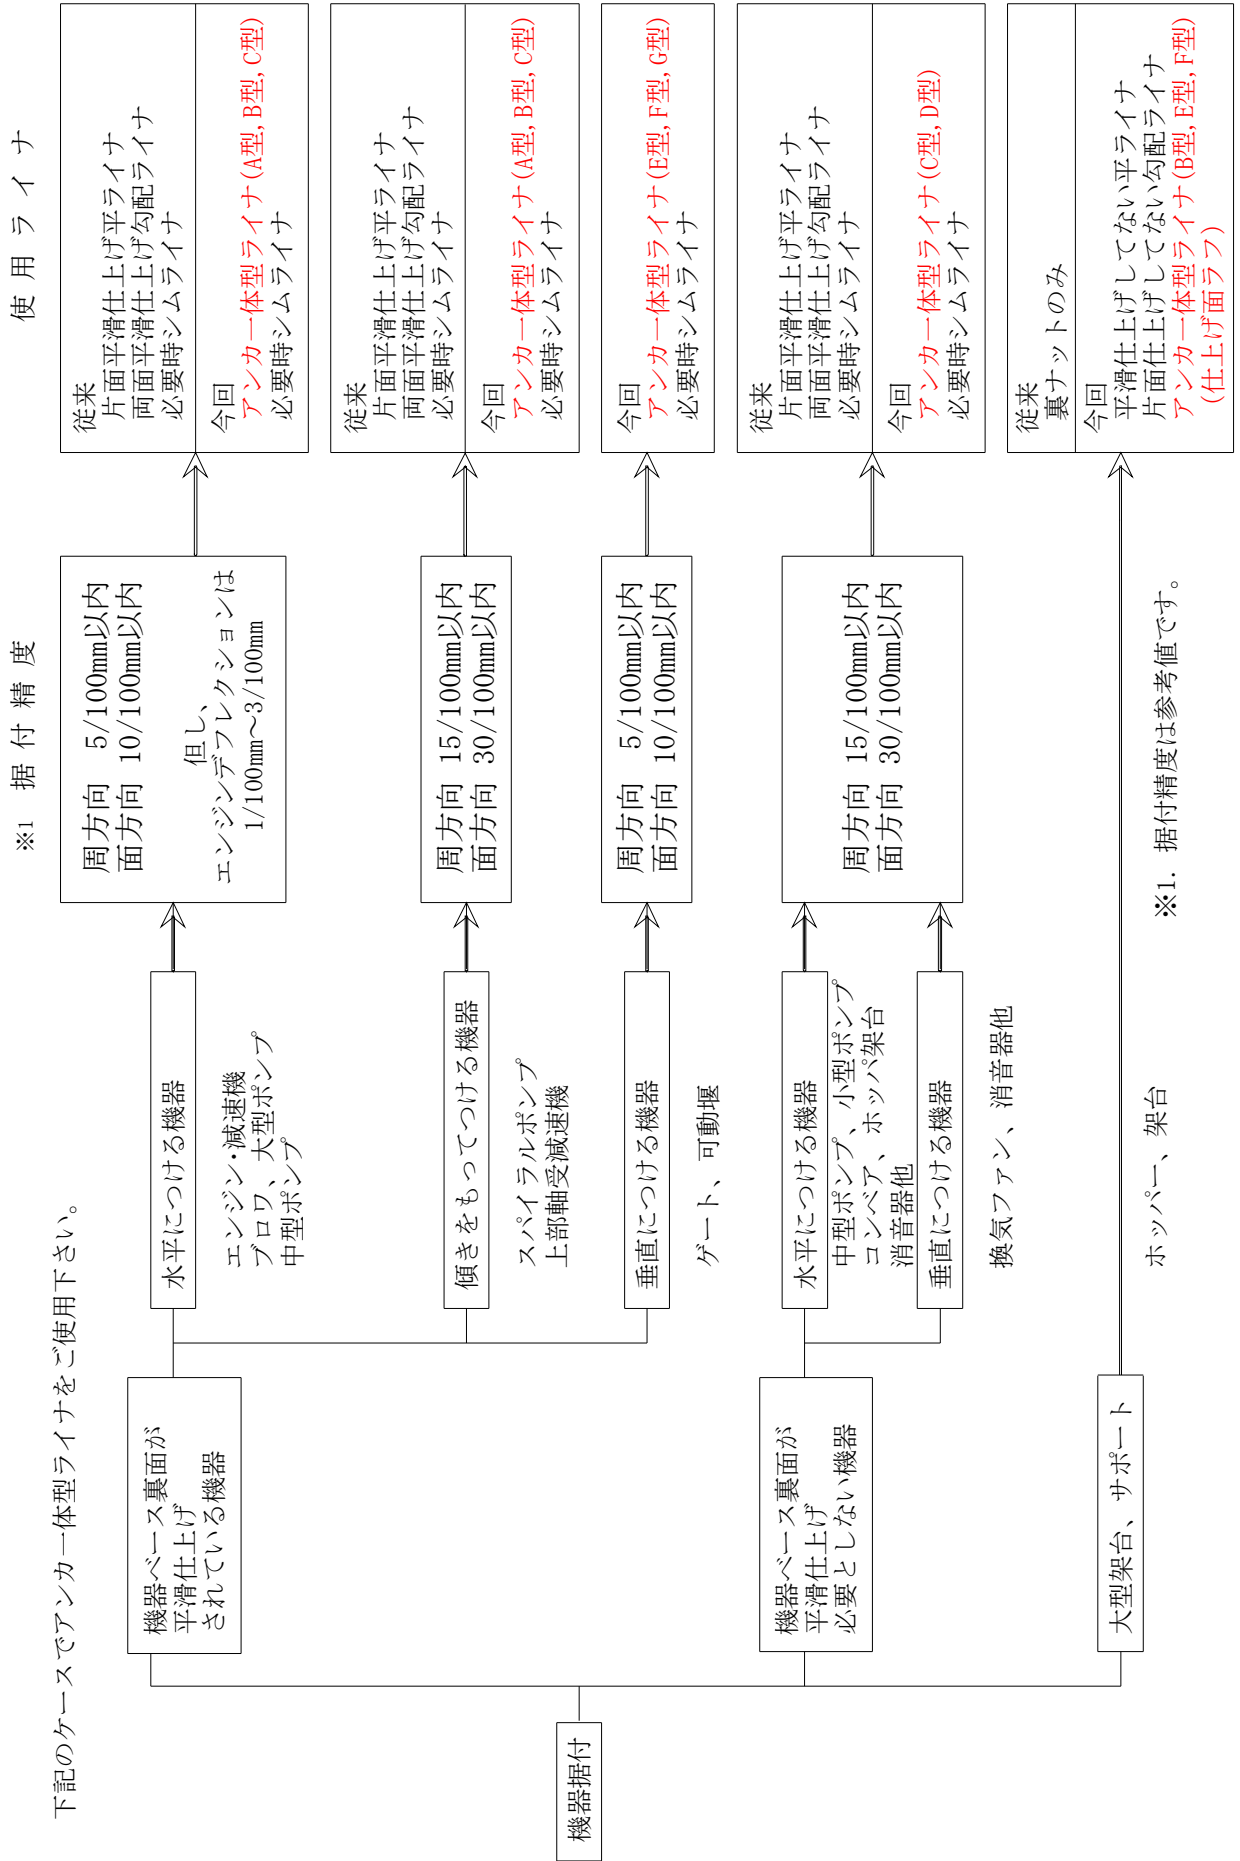 下記のケースでアンカー体型ライナをご使用下さい。
※1 据 付 精 度
使 用 ラ イ ナ
機器据付
機器ベース裏面が
平滑仕上げ
されている機器
水平につける機器
エンジン・減速機
ブロワ、大型ポンプ
中型ポンプ
周方向 5/100mm以内
面方向 10/100mm以内
但し、
エンジンデフレクションは
1/100mm～3/100mm
従来
片面平滑仕上げ平ライナ
両面平滑仕上げ勾配ライナ
必要時シムライナ
今回
アンカー体型ライナ(A型,B型,C型)
必要時シムライナ
傾きをもってつける機器
スパイラルポンプ
上部軸受減速機
周方向 15/100mm以内
面方向 30/100mm以内
従来
片面平滑仕上げ平ライナ
両面平滑仕上げ勾配ライナ
必要時シムライナ
今回
アンカー体型ライナ(A型,B型,C型)
必要時シムライナ
垂直につける機器
ゲート、可動堰
周方向 5/100mm以内
面方向 10/100mm以内
今回
アンカー体型ライナ(E型,F型,G型)
必要時シムライナ
機器ベース裏面が
平滑仕上げ
必要としない機器
水平につける機器
中型ポンプ、小型ポンプ
コンベア、ホッパ架台
消音器他
垂直につける機器
換気ファン、消音器他
周方向 15/100mm以内
面方向 30/100mm以内
従来
片面平滑仕上げ平ライナ
両面平滑仕上げ勾配ライナ
必要時シムライナ
今回
アンカー体型ライナ(C型,D型)
必要時シムライナ
大型架台、サポート
ホッパー、架台
従来
裏ナットのみ
今回
平滑仕上げしてない平ライナ
片面仕上げしてない勾配ライナ
アンカー体型ライナ(B型,E型,F型)
(仕上げ面ラフ)
※1. 据付精度は参考値です。